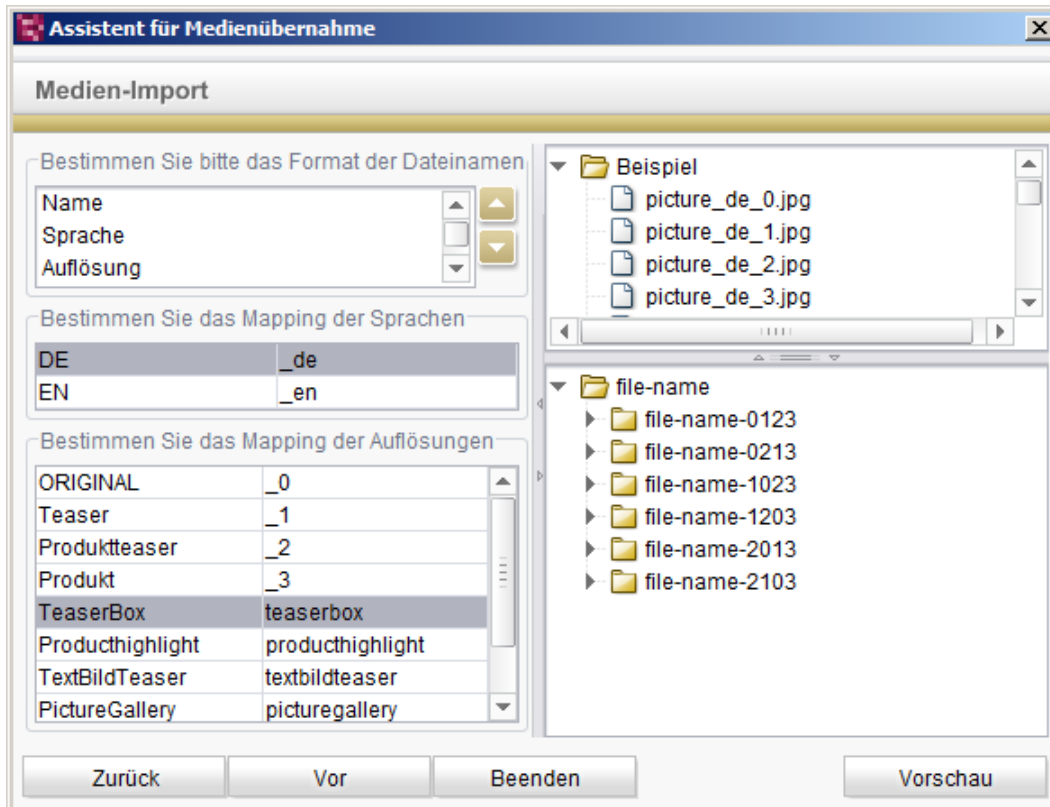 Assistent für Medienübernahme
Medien-Import
Bestimmen Sie bitte das Format der Dateinamen
Name
Sprache
Auflösung
Bestimmen Sie das Mapping der Sprachen
DE _de
EN _en
Bestimmen Sie das Mapping der Auflösungen
ORIGINAL _0
Teaser _1
Produktteaser _2
Produkt _3
TeaserBox teaserbox
Producthighlight producthighlight
TextBildTeaser textbildteaser
PictureGallery picturegallery
Beispiel
picture_de_0.jpg
picture_de_1.jpg
picture_de_2.jpg
picture_de_3.jpg
file-name
file-name-0123
file-name-0213
file-name-1023
file-name-1203
file-name-2013
file-name-2103
Zurück Vor Beenden Vorschau